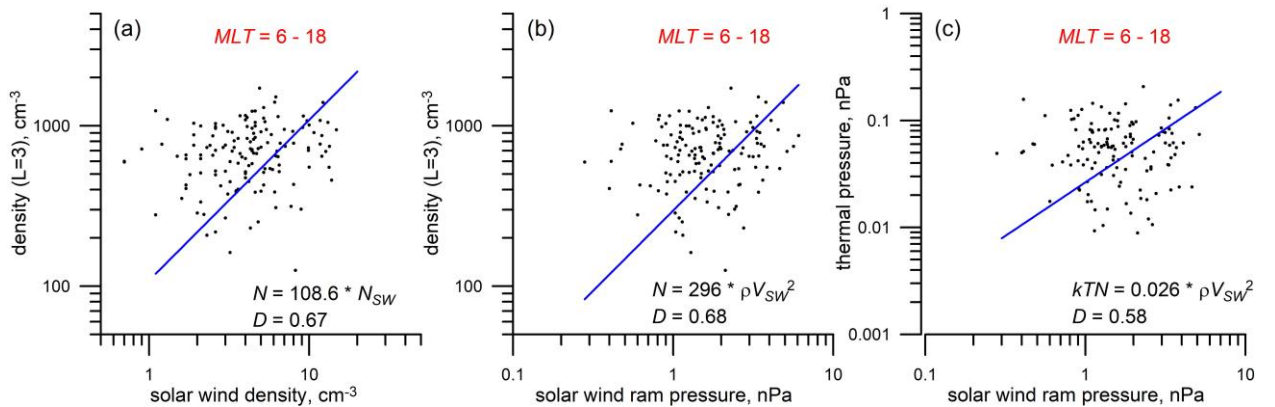 (a)
MLT = 6 - 18
1000
100
density (L=3), cm-3
N = 108.6 * NSW
D = 0.67
1
10
solar wind density, cm-3
(b)
MLT = 6 - 18
1000
100
density (L=3), cm-3
N = 296 * ρVSW²
D = 0.68
0.1
1
10
solar wind ram pressure, nPa
(c)
MLT = 6 - 18
1
0.1
0.01
0.001
thermal pressure, nPa
kTN = 0.026 * ρVSW²
D = 0.58
0.1
1
10
solar wind ram pressure, nPa